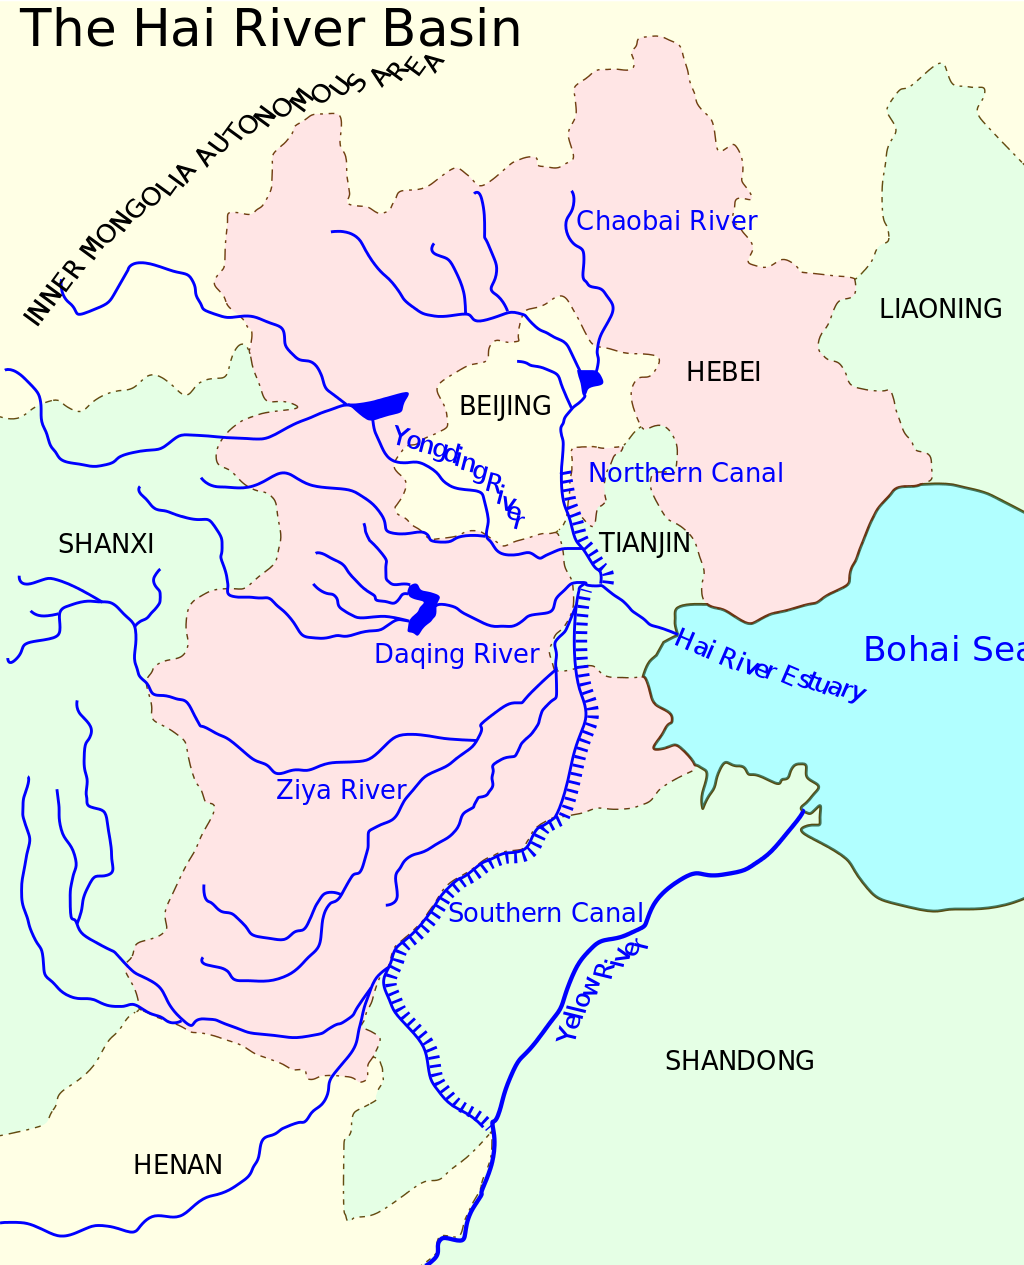 The Hai River Basin
INNER MONGOLIA AUTONOMOUS AREA
Chaobai River
LIAONING
HEBEI
BEIJING
Yongding River
Northern Canal
SHANXI
TIANJIN
Hai River Estuary
Bohai Sea
Daqing River
Ziya River
Southern Canal
Yellow River
SHANDONG
HENAN